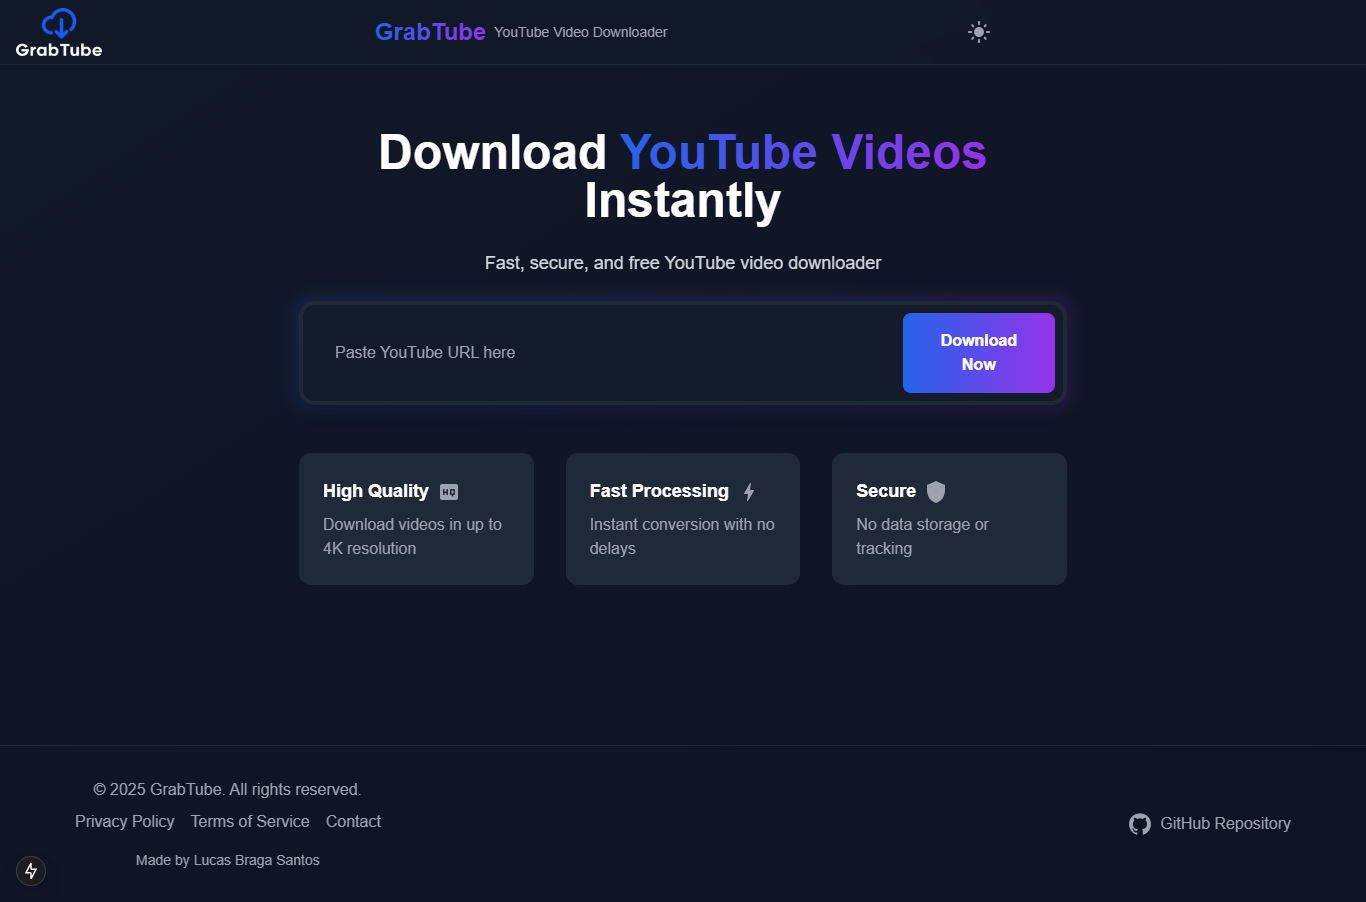 GrabTube
GrabTube YouTube Video Downloader
Download YouTube Videos
Instantly
Fast, secure, and free YouTube video downloader
Paste YouTube URL here
Download
Now
High Quality HQ
Download videos in up to
4K resolution
Fast Processing
Instant conversion with no
delays
Secure
No data storage or
tracking
© 2025 GrabTube. All rights reserved.
Privacy Policy Terms of Service Contact
Made by Lucas Braga Santos
GitHub Repository